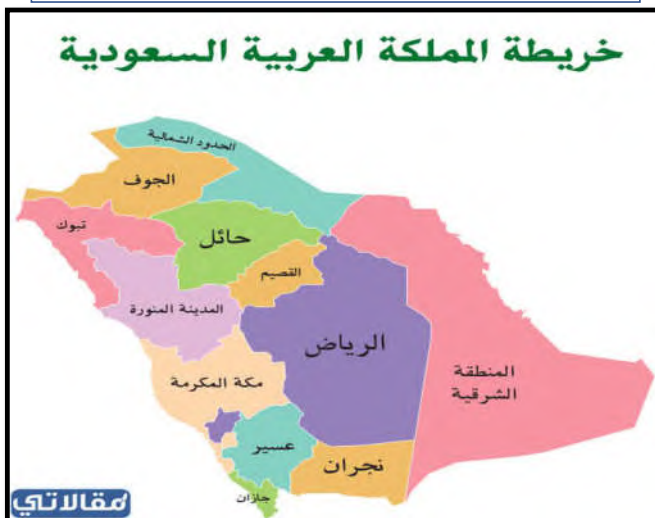 خريطة المملكة العربية السعودية
الحدود الشمالية
الجوف
تبوك
حائل
القصيم
المدينة المنورة
الرياض
مكة المكرمة
المنطقة
الشرقية
عسير
نجران
جازان
مقالاتي